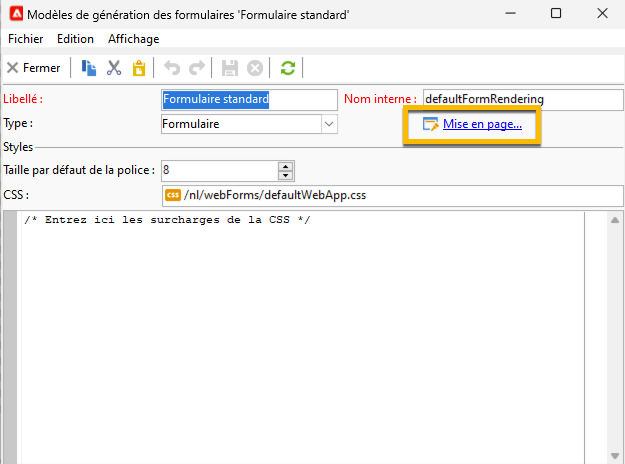 Modèles de génération des formulaires 'Formulaire standard'
Fichier Edition Affichage
Fermer
Libellé : Formulaire standard Nom interne : defaultFormRendering
Type : Formulaire Mise en page...
Styles
Taille par défaut de la police : 8
CSS : css /nl/webForms/defaultWebApp.css
/* Entrez ici les surcharges de la CSS */